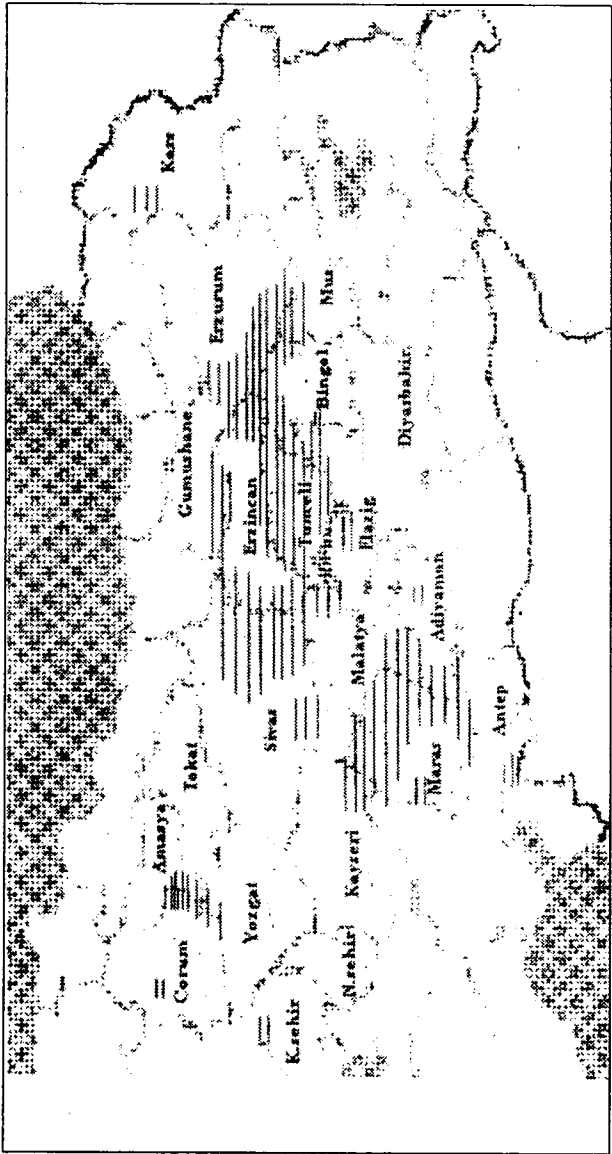 Kars
Erzurum
Gumushane
Mus
Bingol
Erzincan
Tunceli
Diyarbakir
Elazig
Amasya
Tokat
Sivas
Malatya
Adiyaman
Corum
Yozgat
Kayseri
Maras
Antep
K.sehir
N.sehir